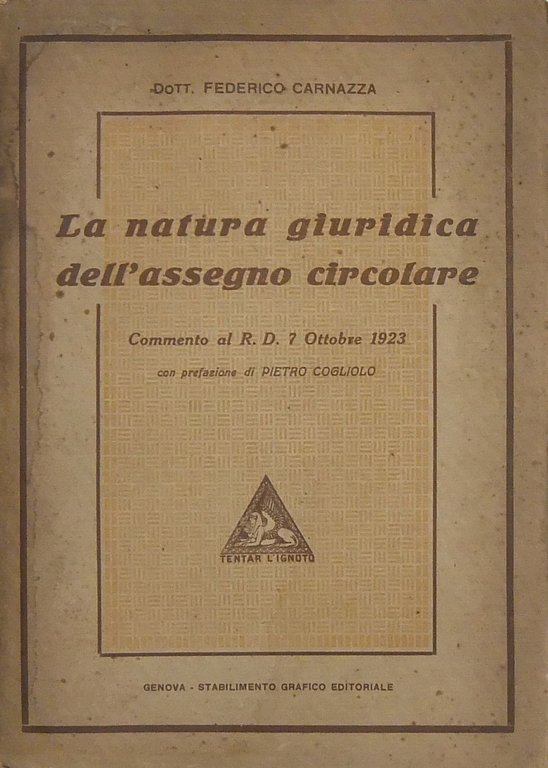 DOTT. FEDERICO CARNAZZA
La natura giuridica
dell'assegno circolare
Commento al R. D. 7 Ottobre 1923
con prefazione di PIETRO COGLIOLO
TENTAR L'IGNOTO
GENOVA - STABILIMENTO GRAFICO EDITORIALE